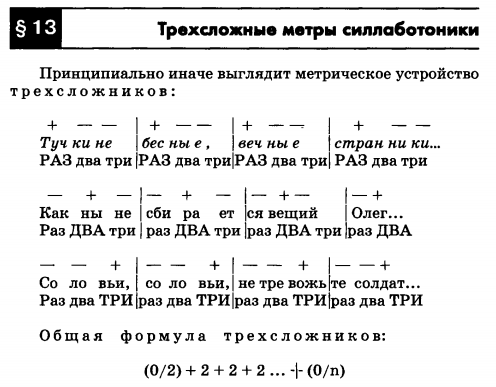 § 13 Трехсложные метры силлаботоники
Принципиально иначе выглядит метрическое устройство
трехсложников:
+ — — |+ — — |+ — — |+ — —
Туч ки не |бес ны е , |веч ны е |стран ни ки...
РАЗ два три|РАЗ два три|РАЗ два три|РАЗ два три
— + — |— + — |— + — |— +
Как ны не |сби ра ет |ся вещий |Олег...
Раз ДВА три|раз ДВА три|раз ДВА три|раз ДВА
— — + |— — + |— — + |— — +
Со ло вьи, |со ло вьи, |не тре вожь|те солдат...
Раз два ТРИ|раз два ТРИ|раз два ТРИ|раз два ТРИ
Общая формула трехсложников:
(0/2) + 2 + 2 + 2 ... + (0/n)